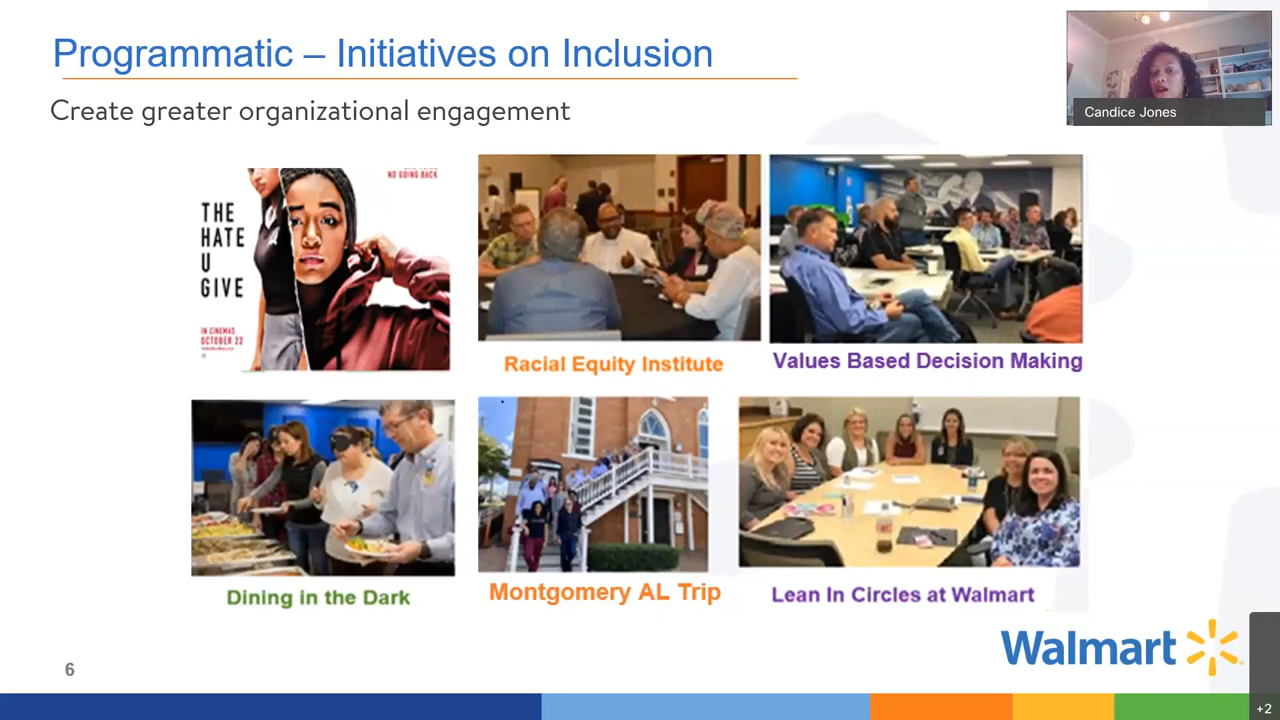 Programmatic – Initiatives on Inclusion
Create greater organizational engagement
Candice Jones
NO GOING BACK
THE
HATE
U
GIVE
IN CINEMAS
OCTOBER 22
Racial Equity Institute
Values Based Decision Making
Dining in the Dark
Montgomery AL Trip
Lean In Circles at Walmart
Walmart
6
+2